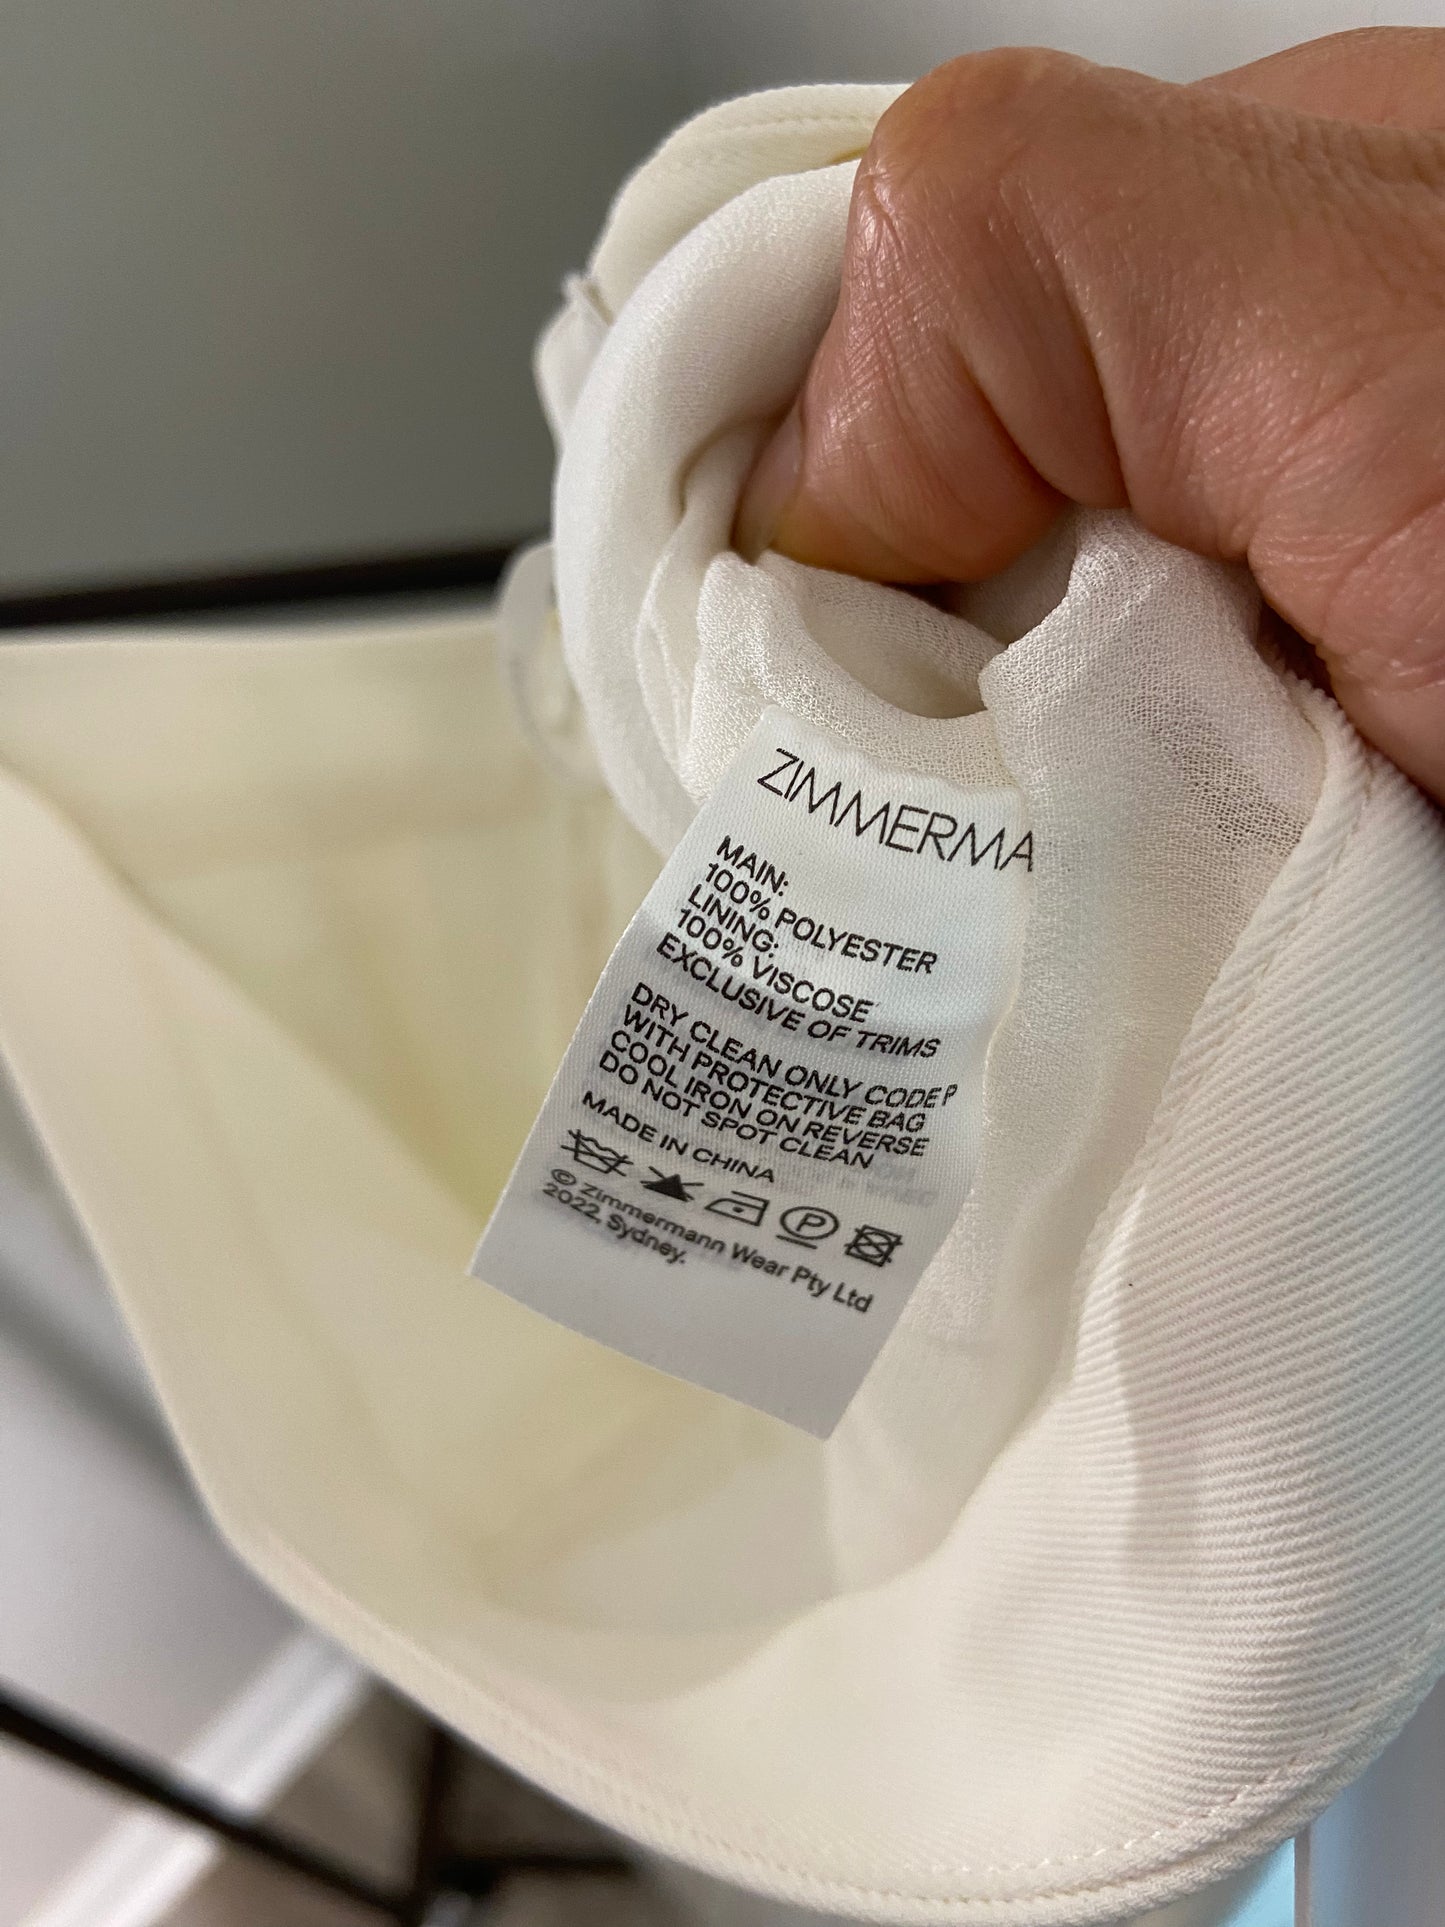 ZIMMERMA
MAIN:
100% POLYESTER
LINING:
100% VISCOSE
EXCLUSIVE OF TRIMS
DRY CLEAN ONLY CODE P
WITH PROTECTIVE BAG
COOL IRON ON REVERSE
DO NOT SPOT CLEAN
MADE IN CHINA
P
© Zimmermann Wear Pty Ltd
2022, Sydney.